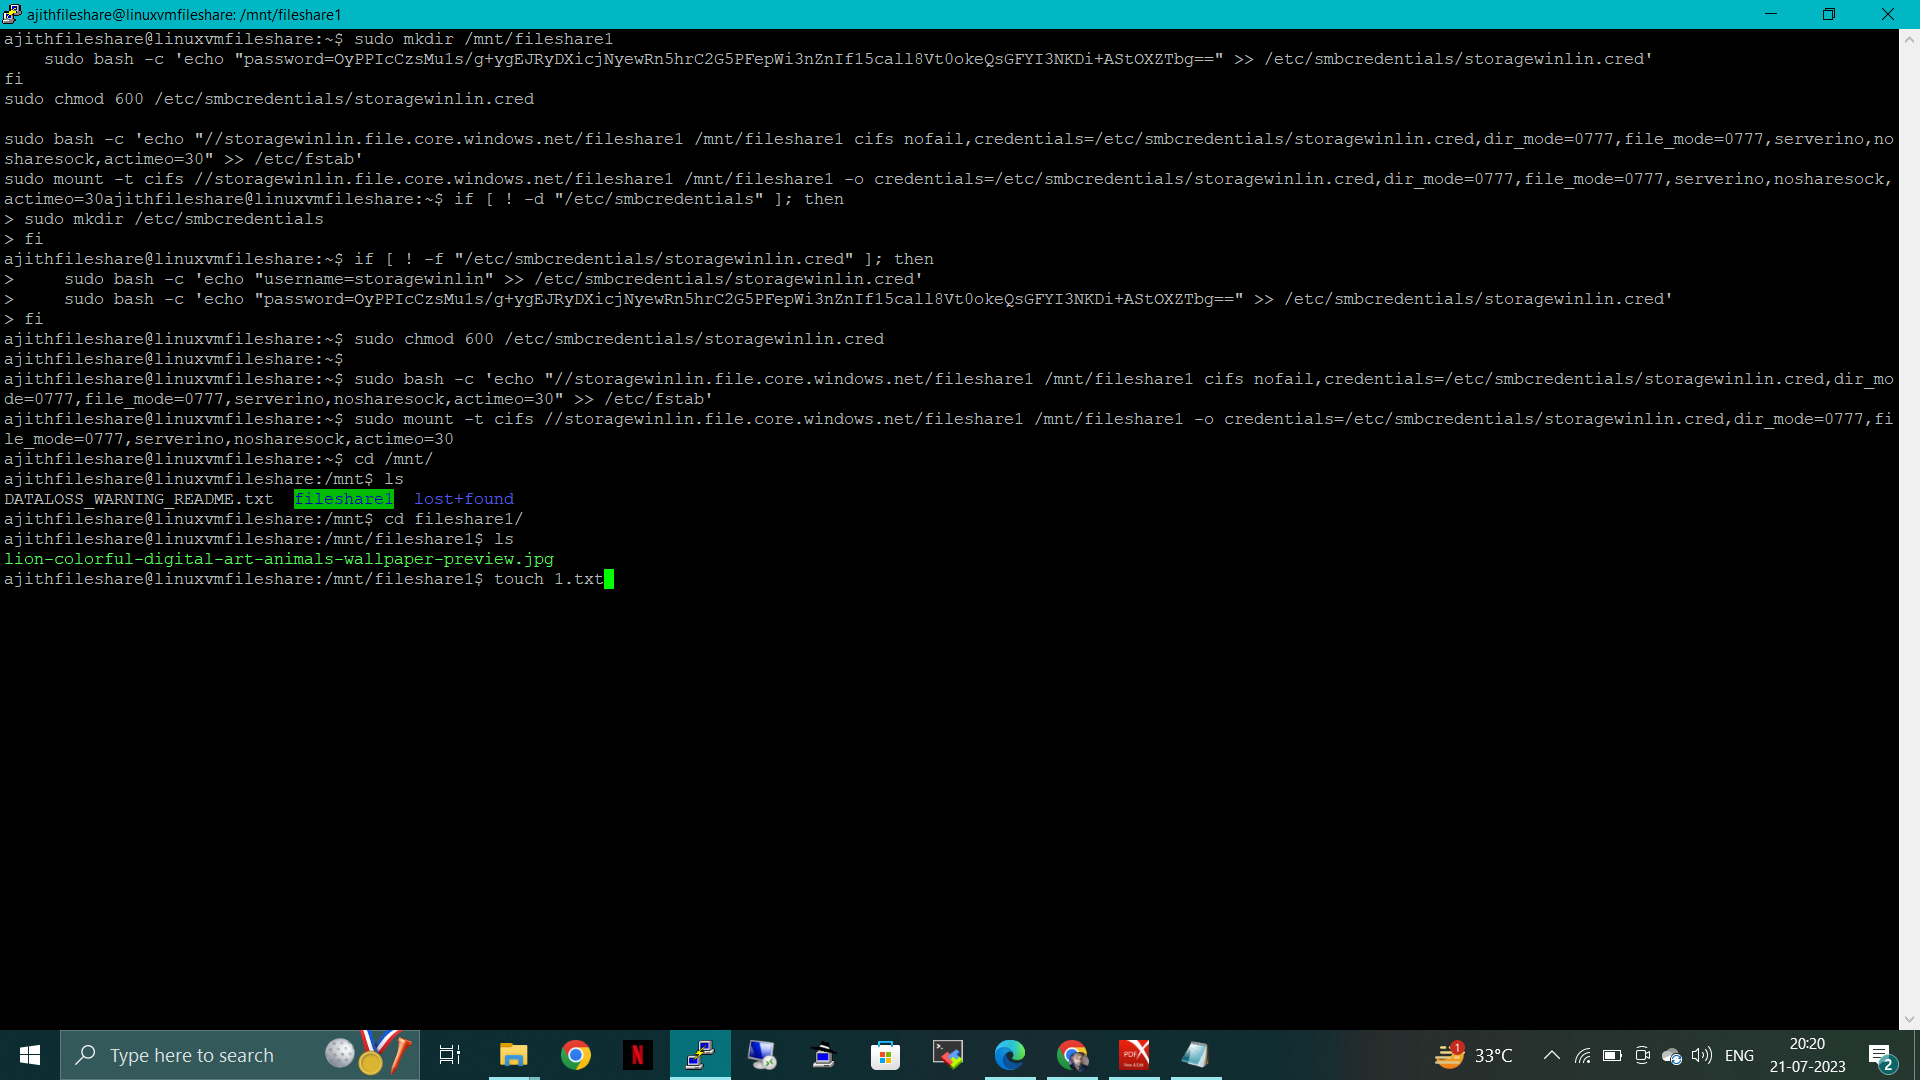 ajithfileshare@linuxvmfileshare: /mnt/fileshare1
ajithfileshare@linuxvmfileshare:~$ sudo mkdir /mnt/fileshare1
    sudo bash -c 'echo "password=OyPPIcCzsMu1s/g+ygEJRyDXicjNyewRn5hrC2G5PFepWi3nZnIf15call8Vt0okeQsGFYI3NKDi+AStOXZTbg==" >> /etc/smbcredentials/storagewinlin.cred'
fi
sudo chmod 600 /etc/smbcredentials/storagewinlin.cred
sudo bash -c 'echo "//storagewinlin.file.core.windows.net/fileshare1 /mnt/fileshare1 cifs nofail,credentials=/etc/smbcredentials/storagewinlin.cred,dir_mode=0777,file_mode=0777,serverino,no
sharesock,actimeo=30" >> /etc/fstab'
sudo mount -t cifs //storagewinlin.file.core.windows.net/fileshare1 /mnt/fileshare1 -o credentials=/etc/smbcredentials/storagewinlin.cred,dir_mode=0777,file_mode=0777,serverino,nosharesock,
actimeo=30ajithfileshare@linuxvmfileshare:~$ if [ ! -d "/etc/smbcredentials" ]; then
> sudo mkdir /etc/smbcredentials
> fi
ajithfileshare@linuxvmfileshare:~$ if [ ! -f "/etc/smbcredentials/storagewinlin.cred" ]; then
>     sudo bash -c 'echo "username=storagewinlin" >> /etc/smbcredentials/storagewinlin.cred'
>     sudo bash -c 'echo "password=OyPPIcCzsMu1s/g+ygEJRyDXicjNyewRn5hrC2G5PFepWi3nZnIf15call8Vt0okeQsGFYI3NKDi+AStOXZTbg==" >> /etc/smbcredentials/storagewinlin.cred'
> fi
ajithfileshare@linuxvmfileshare:~$ sudo chmod 600 /etc/smbcredentials/storagewinlin.cred
ajithfileshare@linuxvmfileshare:~$
ajithfileshare@linuxvmfileshare:~$ sudo bash -c 'echo "//storagewinlin.file.core.windows.net/fileshare1 /mnt/fileshare1 cifs nofail,credentials=/etc/smbcredentials/storagewinlin.cred,dir_mo
de=0777,file_mode=0777,serverino,nosharesock,actimeo=30" >> /etc/fstab'
ajithfileshare@linuxvmfileshare:~$ sudo mount -t cifs //storagewinlin.file.core.windows.net/fileshare1 /mnt/fileshare1 -o credentials=/etc/smbcredentials/storagewinlin.cred,dir_mode=0777,fi
le_mode=0777,serverino,nosharesock,actimeo=30
ajithfileshare@linuxvmfileshare:~$ cd /mnt/
ajithfileshare@linuxvmfileshare:/mnt$ ls
DATALOSS_WARNING_README.txt  fileshare1  lost+found
ajithfileshare@linuxvmfileshare:/mnt$ cd fileshare1/
ajithfileshare@linuxvmfileshare:/mnt/fileshare1$ ls
lion-colorful-digital-art-animals-wallpaper-preview.jpg
ajithfileshare@linuxvmfileshare:/mnt/fileshare1$ touch 1.txt
Type here to search
N
PDF
1
33°C
ENG
20:20
21-07-2023
2